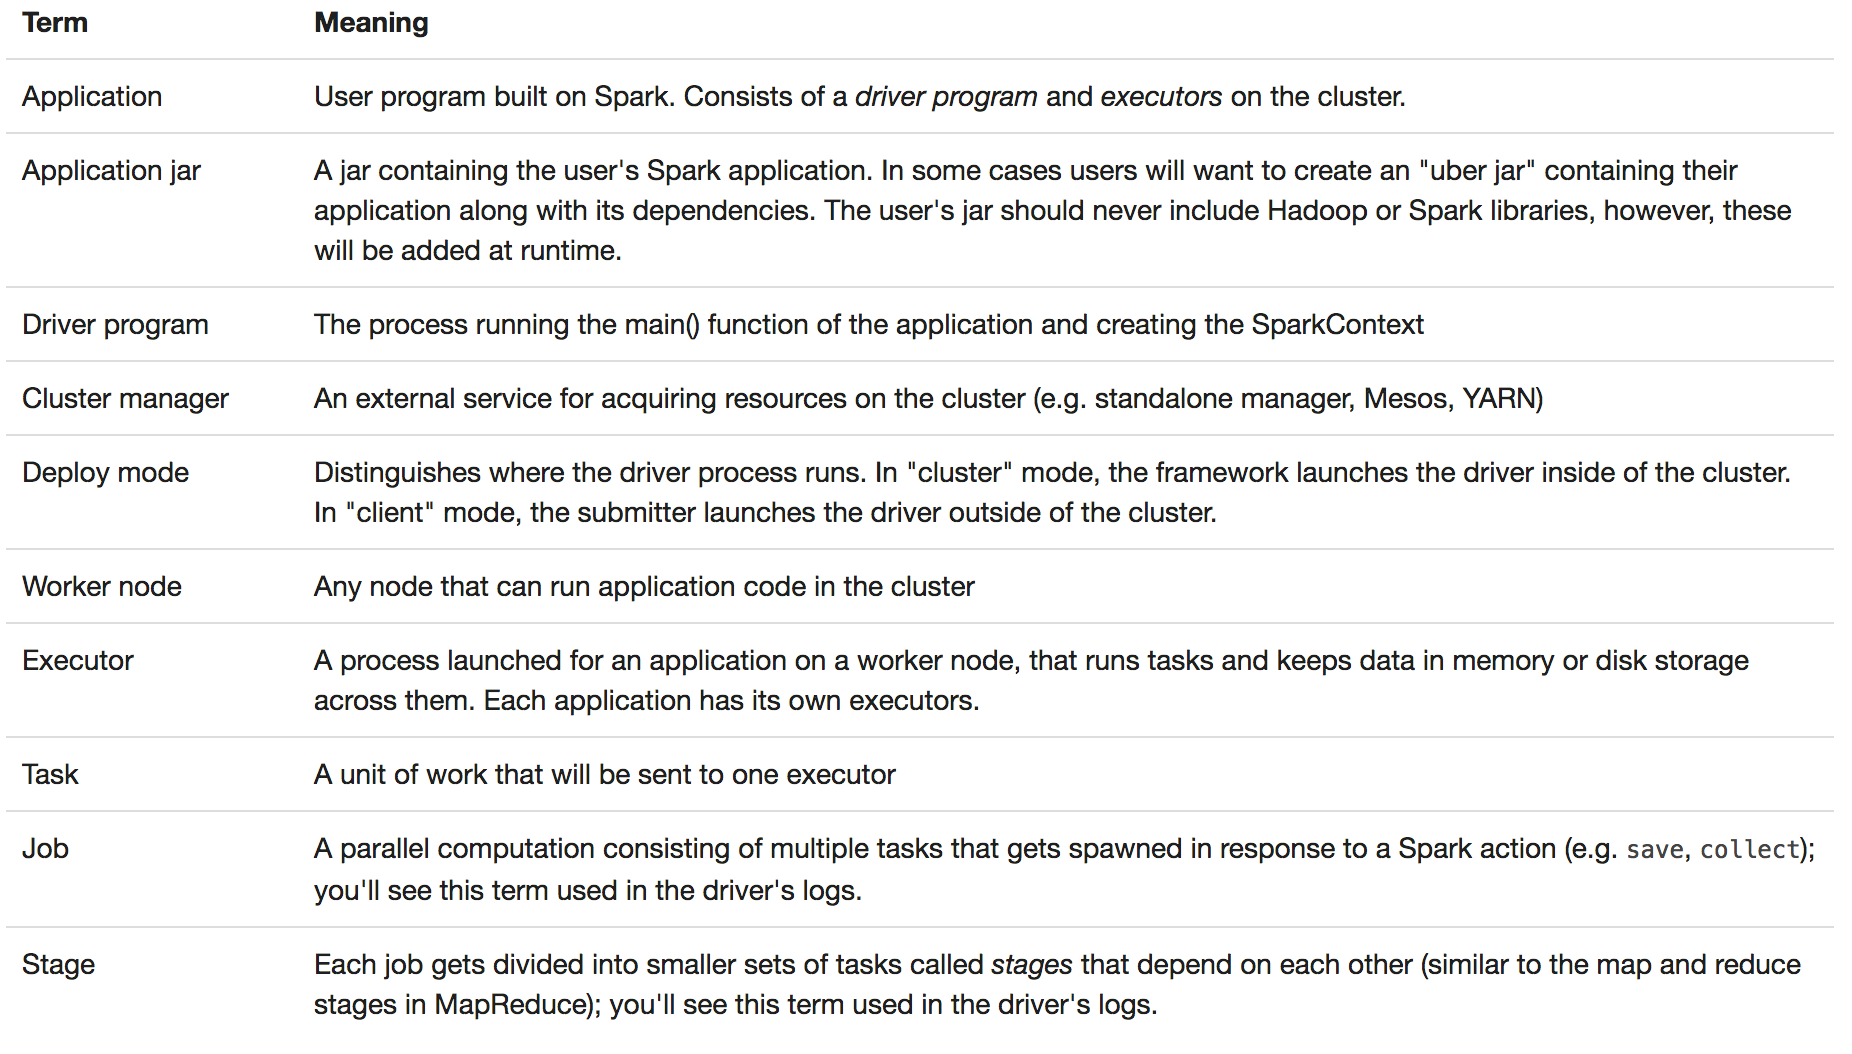 Term Meaning
Application User program built on Spark. Consists of a driver program and executors on the cluster.
Application jar A jar containing the user's Spark application. In some cases users will want to create an "uber jar" containing their
application along with its dependencies. The user's jar should never include Hadoop or Spark libraries, however, these
will be added at runtime.
Driver program The process running the main() function of the application and creating the SparkContext
Cluster manager An external service for acquiring resources on the cluster (e.g. standalone manager, Mesos, YARN)
Deploy mode Distinguishes where the driver process runs. In "cluster" mode, the framework launches the driver inside of the cluster.
In "client" mode, the submitter launches the driver outside of the cluster.
Worker node Any node that can run application code in the cluster
Executor A process launched for an application on a worker node, that runs tasks and keeps data in memory or disk storage
across them. Each application has its own executors.
Task A unit of work that will be sent to one executor
Job A parallel computation consisting of multiple tasks that gets spawned in response to a Spark action (e.g. save, collect);
you'll see this term used in the driver's logs.
Stage Each job gets divided into smaller sets of tasks called stages that depend on each other (similar to the map and reduce
stages in MapReduce); you'll see this term used in the driver's logs.